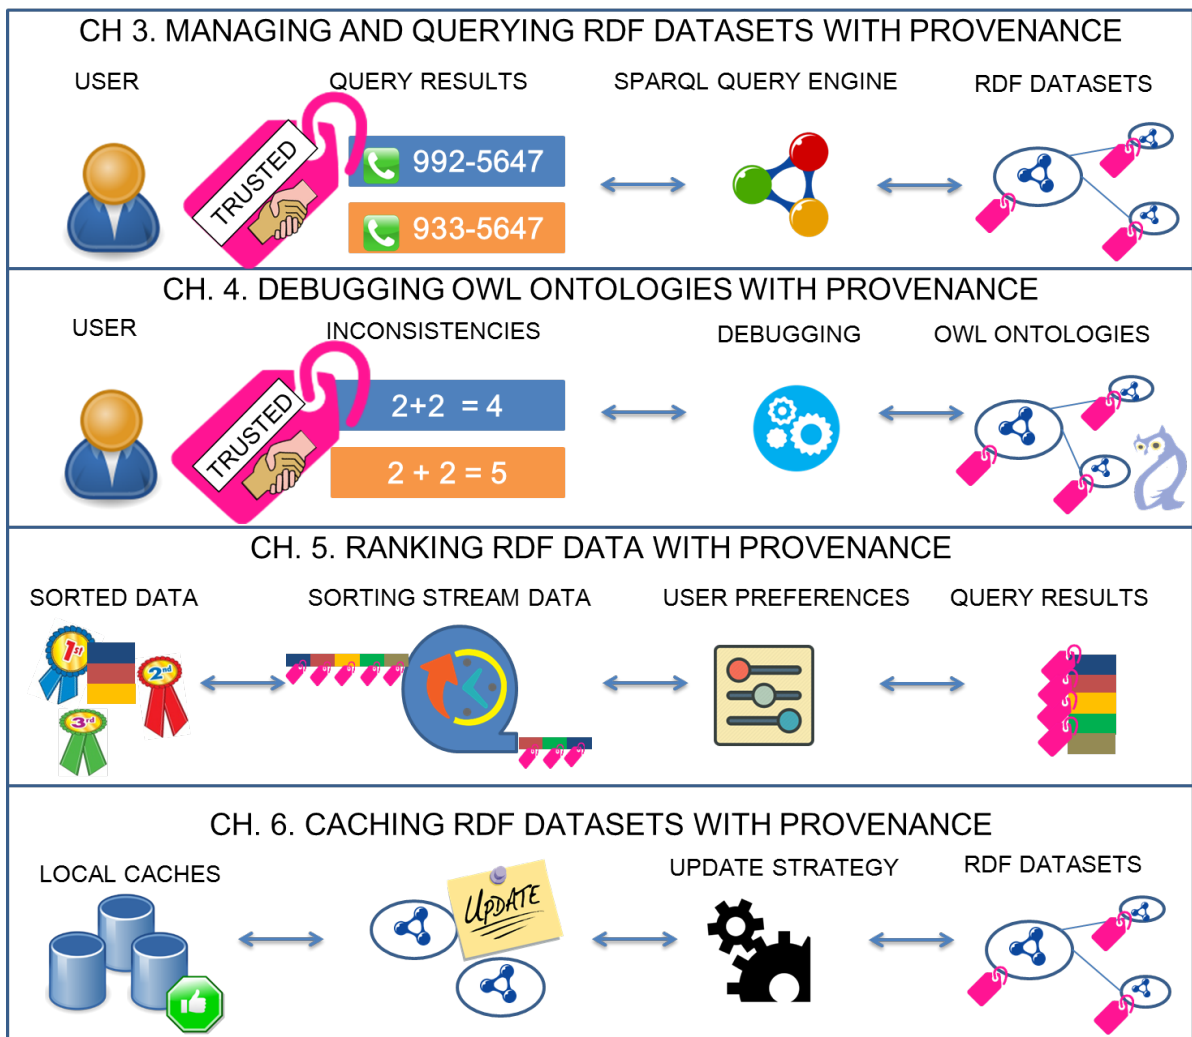 CH 3. MANAGING AND QUERYING RDF DATASETS WITH PROVENANCE
USER
QUERY RESULTS
SPARQL QUERY ENGINE
RDF DATASETS
TRUSTED
992-5647
933-5647
CH. 4. DEBUGGING OWL ONTOLOGIES WITH PROVENANCE
USER
INCONSISTENCIES
DEBUGGING
OWL ONTOLOGIES
TRUSTED
2+2 = 4
2 + 2 = 5
CH. 5. RANKING RDF DATA WITH PROVENANCE
SORTED DATA
SORTING STREAM DATA
USER PREFERENCES
QUERY RESULTS
1st
2nd
3rd
CH. 6. CACHING RDF DATASETS WITH PROVENANCE
LOCAL CACHES
UPDATE
UPDATE STRATEGY
RDF DATASETS